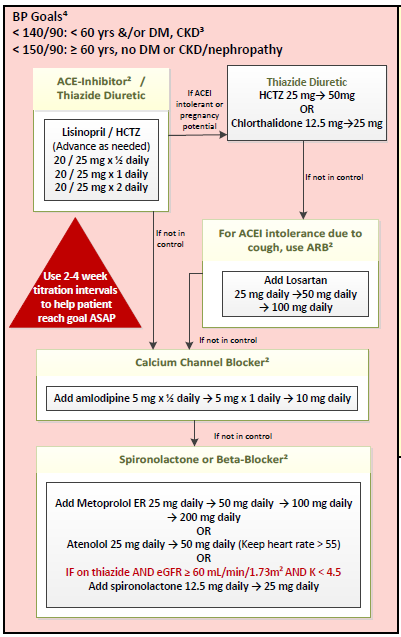 BP Goals⁴
< 140/90: < 60 yrs &/or DM, CKD³
< 150/90: ≥ 60 yrs, no DM or CKD/nephropathy
ACE-Inhibitor² /
Thiazide Diuretic
Lisinopril / HCTZ
(Advance as needed)
20 / 25 mg x ½ daily
20 / 25 mg x 1 daily
20 / 25 mg x 2 daily
If ACEI
intolerant or
pregnancy
potential
Thiazide Diuretic
HCTZ 25 mg→ 50mg
OR
Chlorthalidone 12.5 mg→25 mg
If not in control
If not in
control
For ACEI intolerance due to
cough, use ARB²
Add Losartan
25 mg daily →50 mg daily
→ 100 mg daily
Use 2-4 week
titration intervals
to help patient
reach goal ASAP
If not in control
Calcium Channel Blocker²
Add amlodipine 5 mg x ½ daily → 5 mg x 1 daily → 10 mg daily
If not in control
Spironolactone or Beta-Blocker²
Add Metoprolol ER 25 mg daily → 50 mg daily → 100 mg daily
→ 200 mg daily
OR
Atenolol 25 mg daily → 50 mg daily (Keep heart rate > 55)
OR
IF on thiazide AND eGFR ≥ 60 mL/min/1.73m² AND K < 4.5
Add spironolactone 12.5 mg daily → 25 mg daily